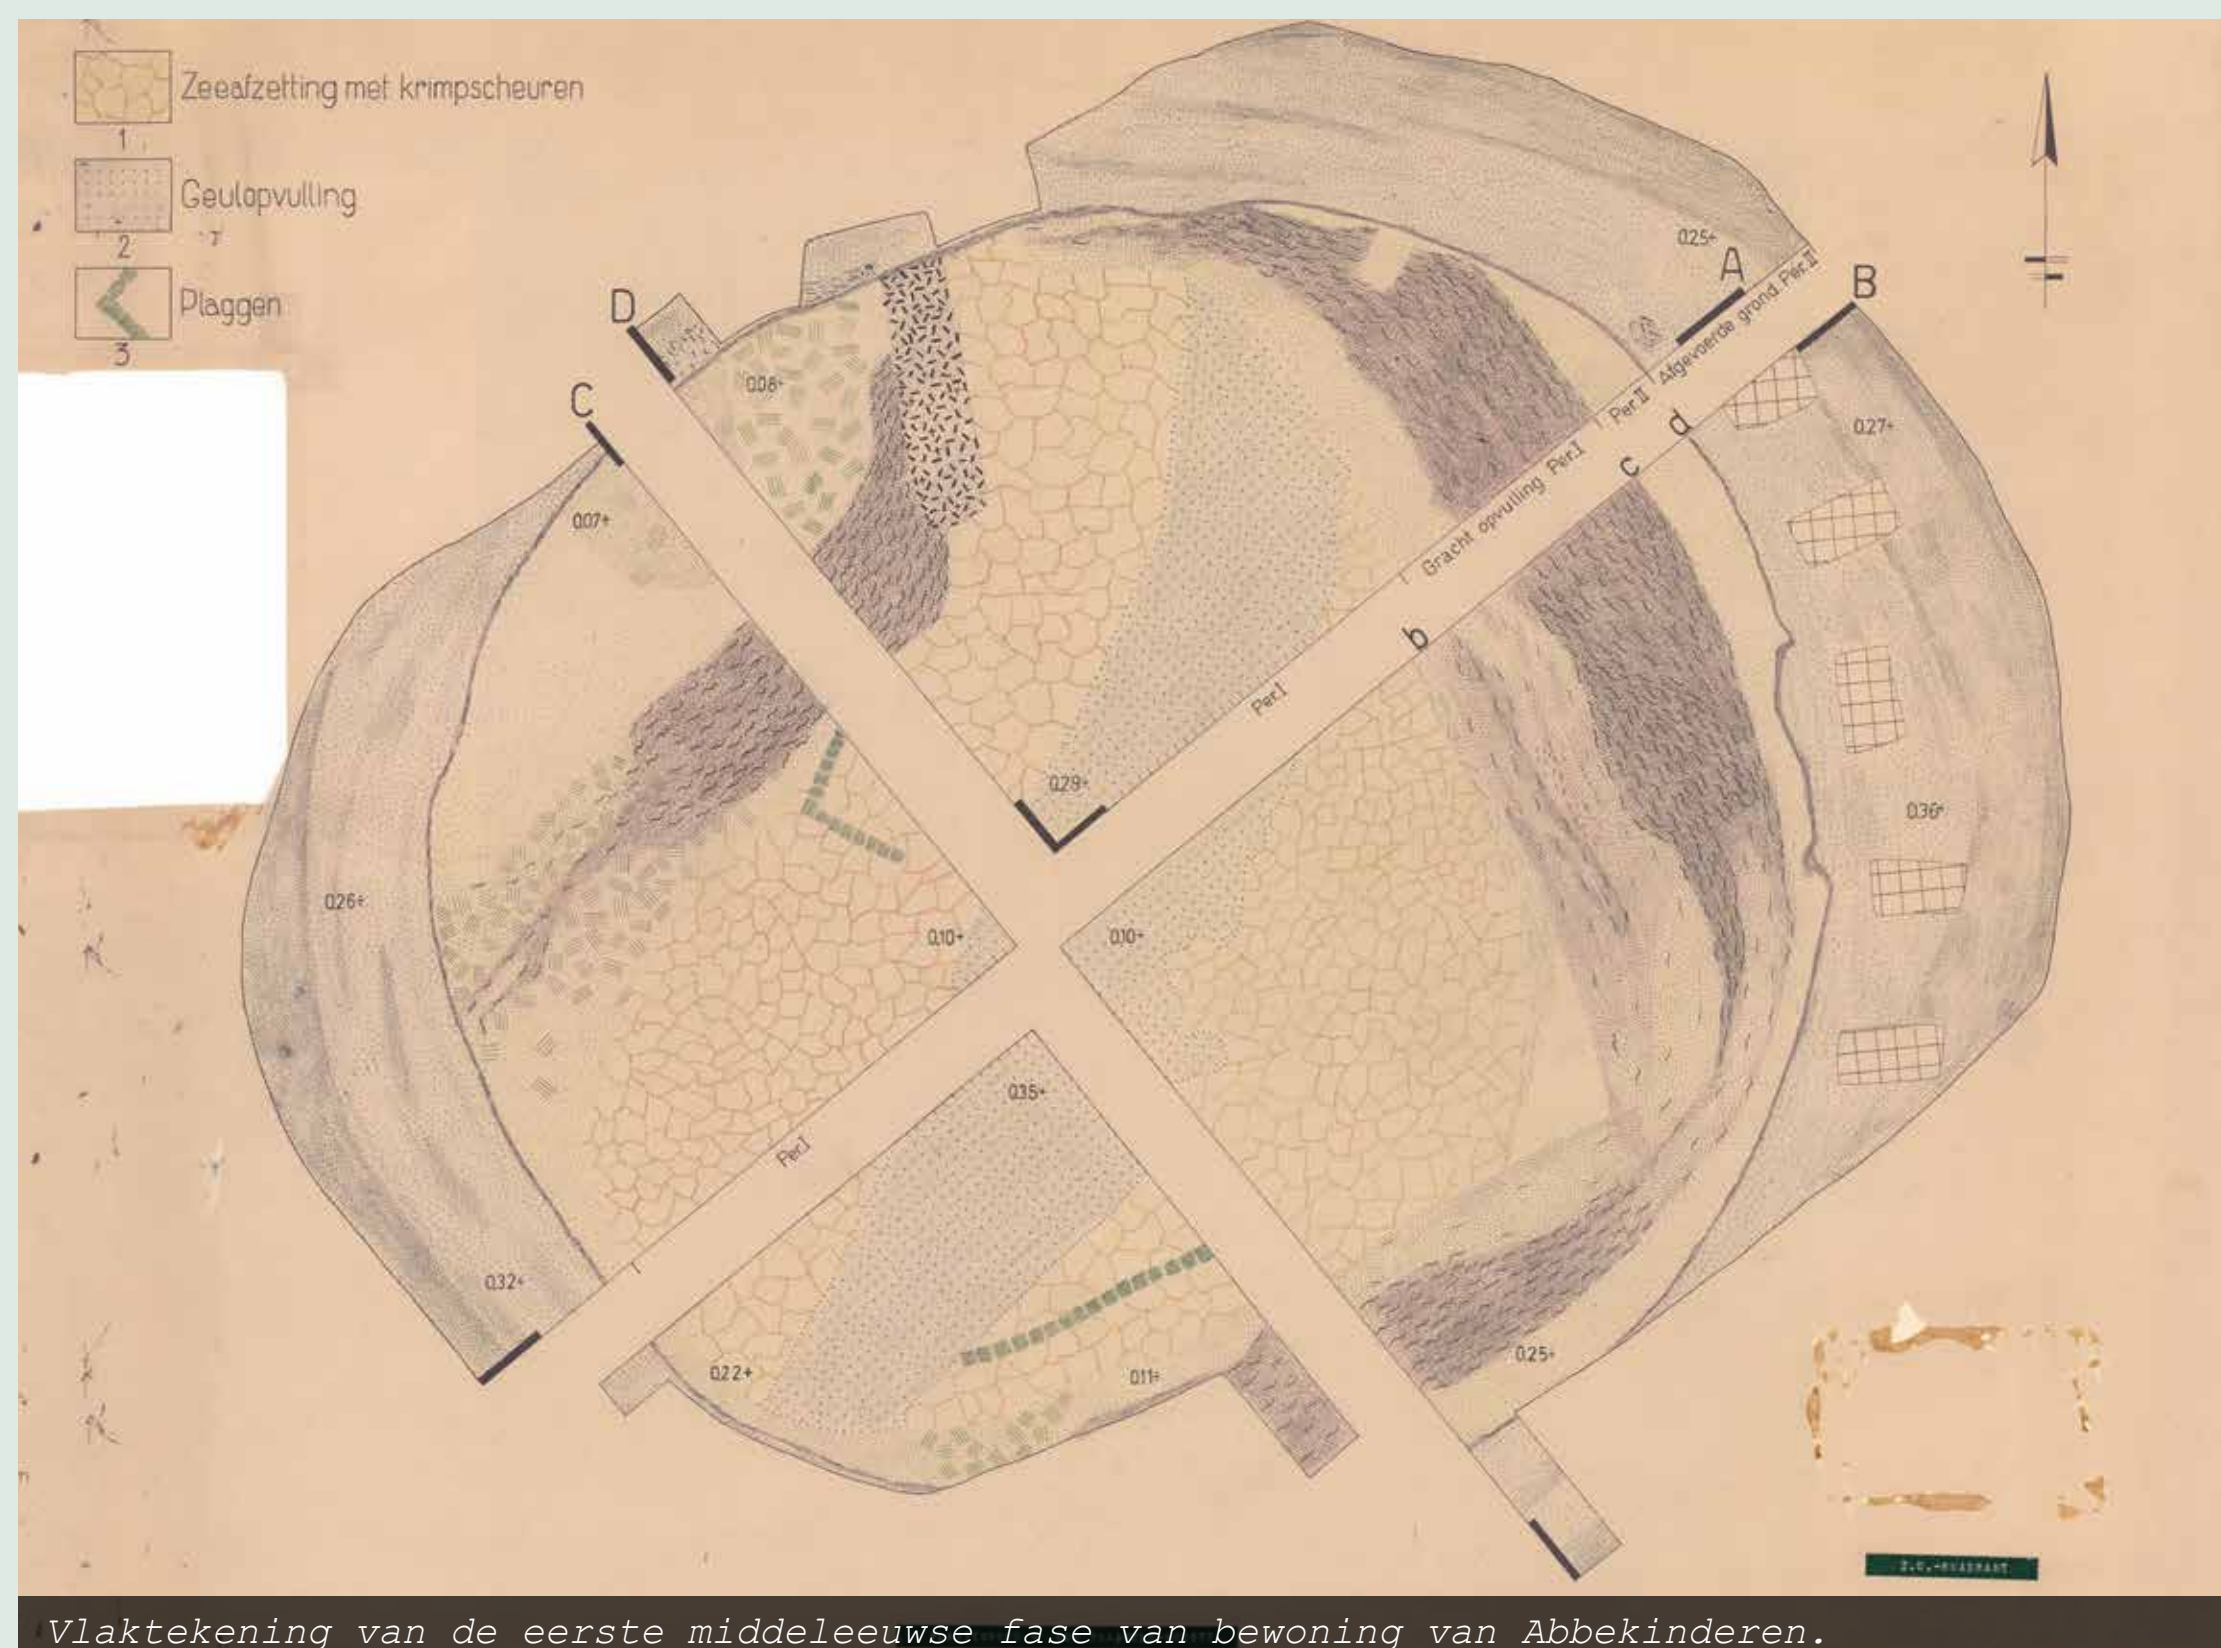 Zeeafzetting met krimpscheuren
1
Geulopvulling
2
Plaggen
3
A
B
C
D
b
c
d
0.25+
Afgevoerde grond Per.II
Per.II
Gracht opvulling Per.I
Per.I
0.08+
0.07+
0.27+
0.29+
0.36+
0.26+
0.10+
0.10+
0.35+
Per.I
0.32+
0.22+
0.11+
0.25+
Vlaktekening van de eerste middeleeuwse fase van bewoning van Abbekinderen.